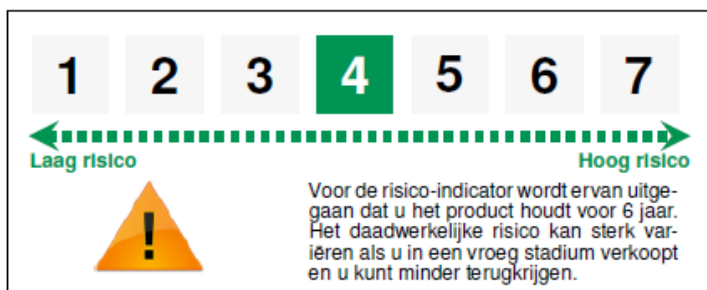 1 2 3 4 5 6 7
Laag risico Hoog risico
Voor de risico-indicator wordt ervan uitge-
gaan dat u het product houdt voor 6 jaar.
Het daadwerkelijke risico kan sterk var-
iëren als u in een vroeg stadium verkoopt
en u kunt minder terugkrijgen.